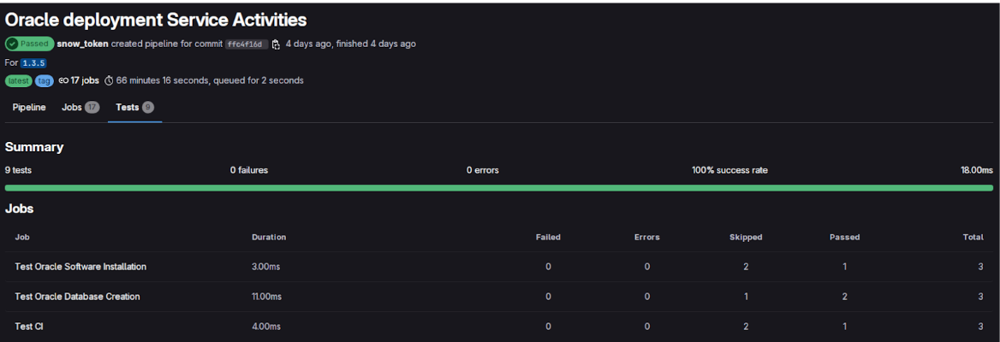 Oracle deployment Service Activities
Passed snow_token created pipeline for commit ffc4f16d 4 days ago, finished 4 days ago
For 1.3.5
latest tag 17 jobs 66 minutes 16 seconds, queued for 2 seconds
Pipeline Jobs 17 Tests 9
Summary
9 tests 0 failures 0 errors 100% success rate 18.00ms
Jobs
Job Duration Failed Errors Skipped Passed Total
Test Oracle Software Installation 3.00ms 0 0 2 1 3
Test Oracle Database Creation 11.00ms 0 0 1 2 3
Test CI 4.00ms 0 0 2 1 3